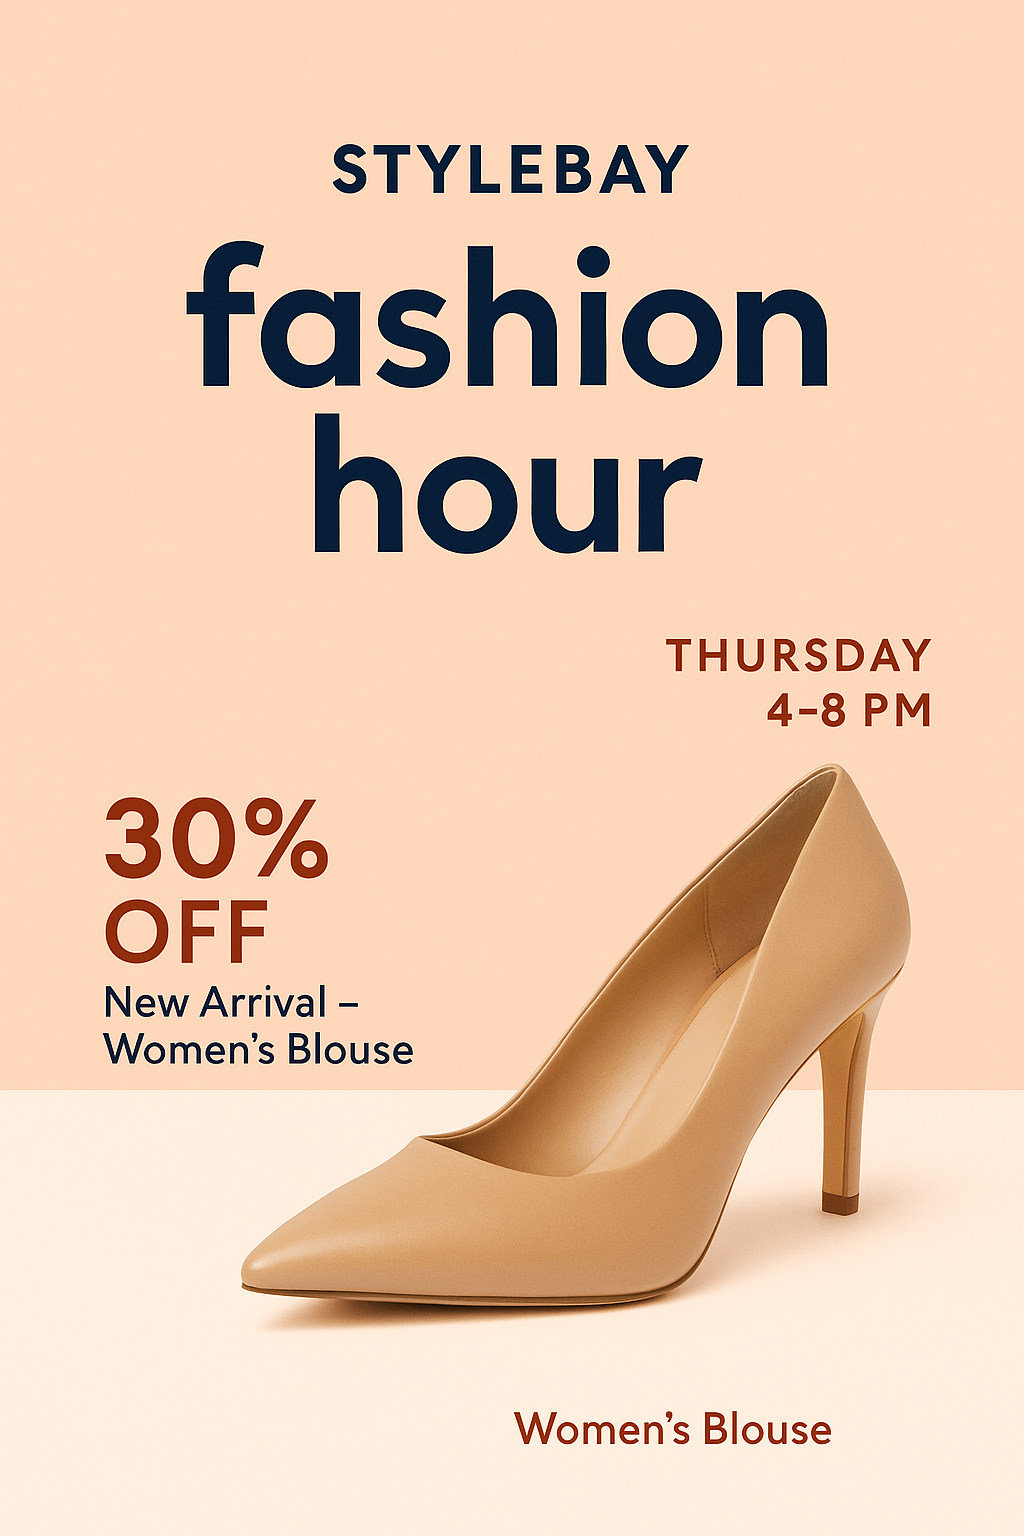 STYLEBAY
fashion
hour
THURSDAY
4–8 PM
30%
OFF
New Arrival –
Women’s Blouse
Women’s Blouse